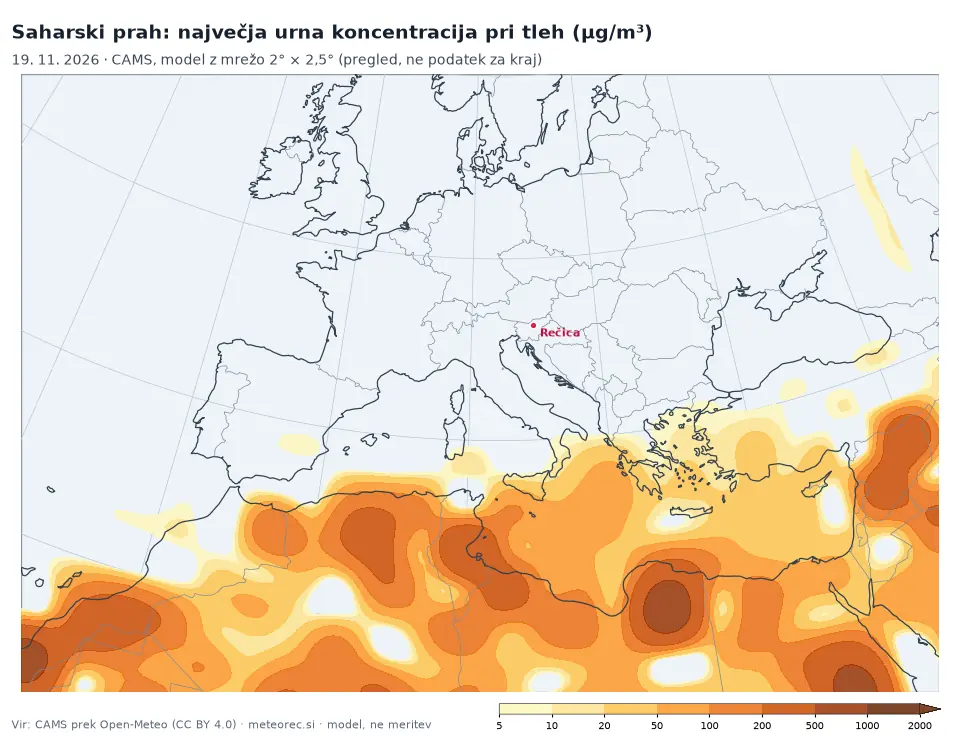 Saharski prah: največja urna koncentracija pri tleh (µg/m³)
19. 11. 2026 · CAMS, model z mrežo 2° × 2,5° (pregled, ne podatek za kraj)
Rečica
5 10 20 50 100 200 500 1000 2000
Vir: CAMS prek Open-Meteo (CC BY 4.0) · meteorec.si · model, ne meritev